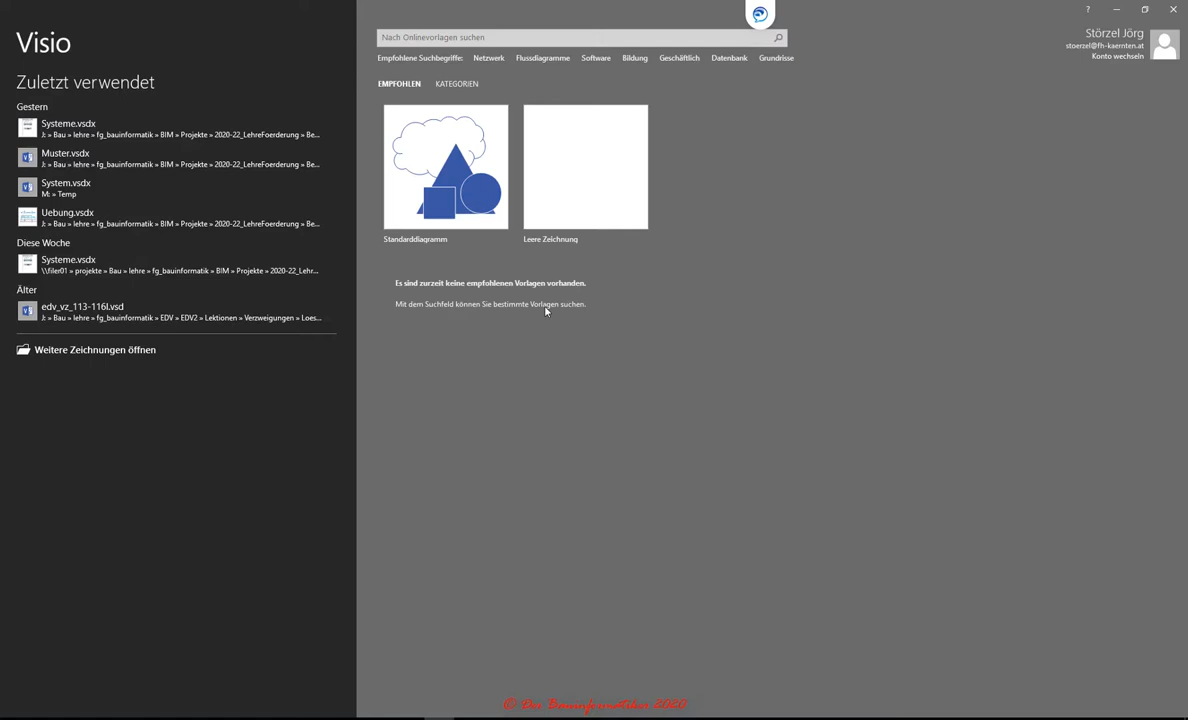 Visio
Zuletzt verwendet
Gestern
Systeme.vsdx
J: » Bau » lehre » fg_bauinformatik » BIM » Projekte » 2020-22_LehreFoerderung » Be...
Muster.vsdx
J: » Bau » lehre » fg_bauinformatik » BIM » Projekte » 2020-22_LehreFoerderung » Be...
System.vsdx
M: » Temp
Uebung.vsdx
J: » Bau » lehre » fg_bauinformatik » BIM » Projekte » 2020-22_LehreFoerderung » Be...
Diese Woche
Systeme.vsdx
\\filer01 » projekte » Bau » lehre » fg_bauinformatik » BIM » Projekte » 2020-22_Lehr...
Älter
edv_vz_113-116l.vsd
J: » Bau » lehre » fg_bauinformatik » EDV » EDV2 » Lektionen » Verzweigungen » Loes...
Weitere Zeichnungen öffnen
Nach Onlinevorlagen suchen
Empfohlene Suchbegriffe: Netzwerk Flussdiagramme Software Bildung Geschäftlich Datenbank Grundrisse
EMPFOHLEN KATEGORIEN
Standarddiagramm Leere Zeichnung
Es sind zurzeit keine empfohlenen Vorlagen vorhanden.
Mit dem Suchfeld können Sie bestimmte Vorlagen suchen.
?
Störzel Jörg
stoerzel@fh-kaernten.at
Konto wechseln
© Der Bauinformatiker 2020